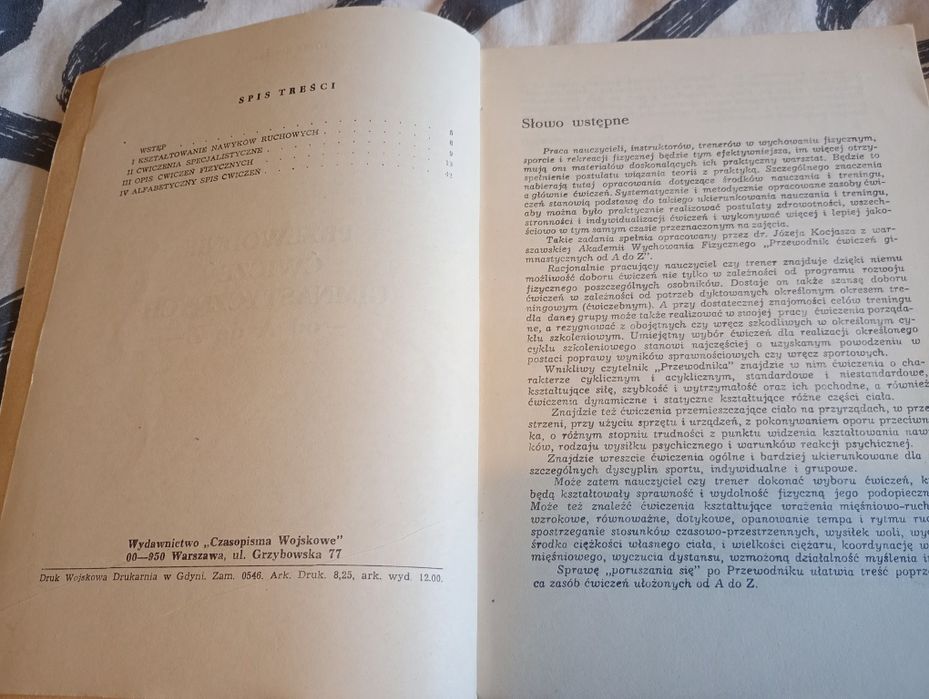 SPIS TREŚCI
WSTĘP . . . . . . . . . . . 6
I KSZTAŁTOWANIE NAWYKÓW RUCHOWYCH . . . . . . 8
II ĆWICZENIA SPECJALISTYCZNE . . . . . . . . 9
III OPIS ĆWICZEŃ FIZYCZNYCH . . . . . . . . 13
IV ALFABETYCZNY SPIS ĆWICZEŃ . . . . . . . . 42
Wydawnictwo „Czasopisma Wojskowe”
00—950 Warszawa, ul. Grzybowska 77
Druk Wojskowa Drukarnia w Gdyni. Zam. 0546. Ark. Druk. 8,25, ark. wyd. 12.00.
Słowo wstępne
Praca nauczycieli, instruktorów, trenerów w wychowaniu fizycznym,
sporcie i rekreacji fizycznej będzie tym efektywniejsza, im więcej otrzy-
mują oni materiałów doskonalących ich praktyczny warsztat. Będzie to
spełnienie postulatu wiązania teorii z praktyką. Szczególnego znaczenia
nabierają tutaj opracowania dotyczące środków nauczania i treningu,
a głównie ćwiczeń. Systematycznie i metodycznie opracowane zasoby ćwi-
czeń stanowią podstawę do takiego ukierunkowania nauczania i treningu,
aby można było praktycznie realizować postulaty zdrowotności, wszech-
stronności i indywidualizacji ćwiczeń i wykonywać więcej i lepiej jako-
ściowo w tym samym czasie przeznaczonym na zajęcia.
Takie zadania spełnia opracowany przez dr. Józefa Kocjasza z war-
szawskiej Akademii Wychowania Fizycznego „Przewodnik ćwiczeń gi-
mnastycznych od A do Z”.
Racjonalnie pracujący nauczyciel czy trener znajduje dzięki niemu
możliwość doboru ćwiczeń nie tylko w zależności od programu rozwoju
fizycznego poszczególnych osobników. Dostaje on także szansę doboru
ćwiczeń w zależności od potrzeb dyktowanych określonym okresem tre-
ningowym (ćwiczebnym). A przy dostatecznej znajomości celów treningu
dla danej grupy może także realizować w swojej pracy ćwiczenia pożąda-
ne, a rezygnować z obojętnych czy wręcz szkodliwych w określonym cy-
klu szkoleniowym. Umiejętny wybór ćwiczeń dla realizacji określonego
cyklu szkoleniowego stanowi najczęściej o uzyskanym powodzeniu w
postaci poprawy wyników sprawnościowych czy wręcz sportowych.
Wnikliwy czytelnik „Przewodnika” znajdzie w nim ćwiczenia o cha-
rakterze cyklicznym i acyklicznym, standardowe i niestandardowe,
kształtujące siłę, szybkość i wytrzymałość oraz ich pochodne, a również
ćwiczenia dynamiczne i statyczne kształtujące różne części ciała.
Znajdzie też ćwiczenia przemieszczające ciało na przyrządach, w prze
strzeni, przy użyciu sprzętu i urządzeń, z pokonywaniem oporu przeciwn
ka, o różnym stopniu trudności z punktu widzenia kształtowania naw
ków, rodzaju wysiłku psychicznego i warunków reakcji psychicznej.
Znajdzie wreszcie ćwiczenia ogólne i bardziej ukierunkowane dla
szczególnych dyscyplin sportu, indywidualne i grupowe.
Może zatem nauczyciel czy trener dokonać wyboru ćwiczeń, k
będą kształtowały sprawność i wydolność fizyczną jego podopieczn
Może też znaleźć ćwiczenia kształtujące wrażenia mięśniowo-ruch
wzrokowe, równoważne, dotykowe, opanowanie tempa i rytmu ruc
spostrzeganie stosunków czasowo-przestrzennych, wysiłek woli, wyc
środka ciężkości własnego ciała, i wielkości ciężaru, koordynację w
mięśniowego, wyczucia dystansu, wzmożoną działalność myślenia i
Sprawę „poruszania się” po Przewodniku ułatwia treść poprze
ca zasób ćwiczeń ułożonych od A do Z.